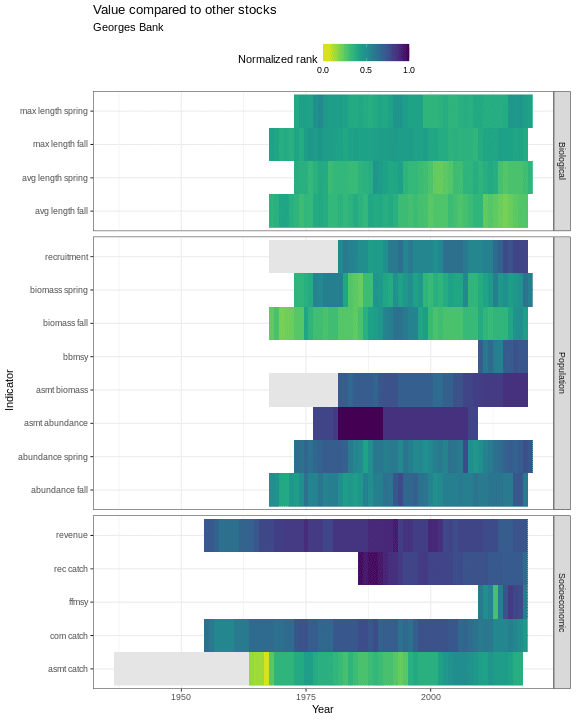 Value compared to other stocks
Georges Bank
Normalized rank
0.0 0.5 1.0
max length spring
max length fall
avg length spring
avg length fall
Biological
recruitment
biomass spring
biomass fall
bbmsy
asmt biomass
asmt abundance
abundance spring
abundance fall
Population
revenue
rec catch
ffmsy
com catch
asmt catch
Socioeconomic
Indicator
1950 1975 2000
Year